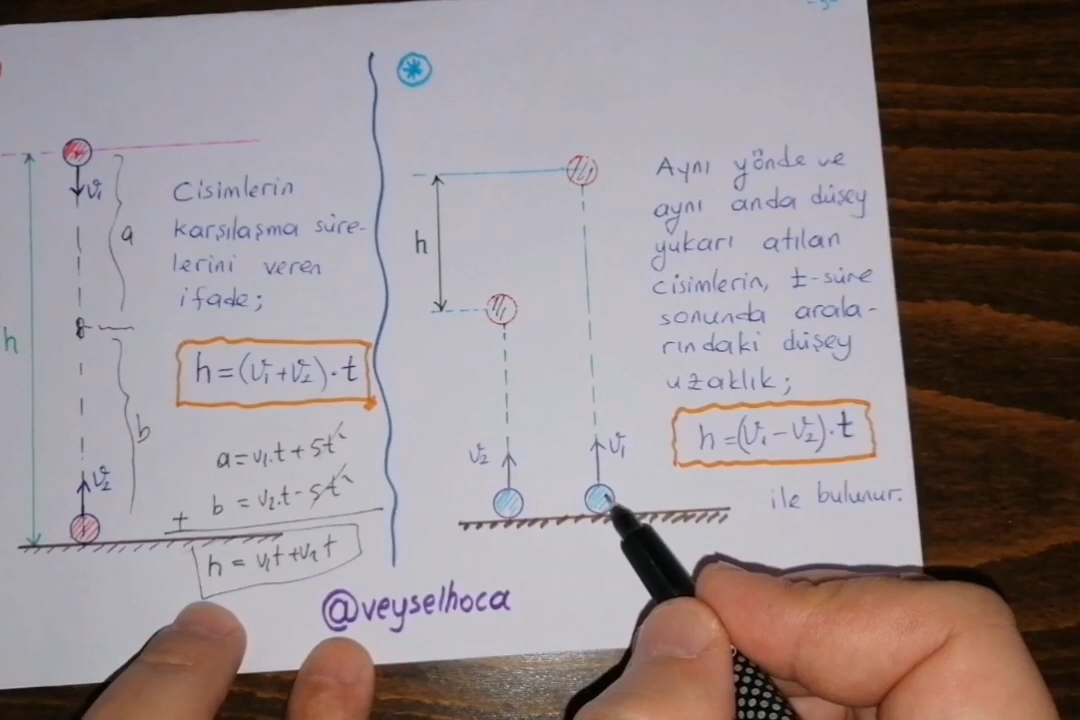 v₁
a
h
b
v₂
Cisimlerin
karşılaşma süre-
lerini veren
ifade;
h=(v₁+v₂)·t
a=v₁.t+5t²
b=v₂.t-5t²
+
h=v₁t+v₂t
@veyselhoca
h
v₂
v₁
Aynı yönde ve
aynı anda düşey
yukarı atılan
cisimlerin, t-süre
sonunda arala-
rındaki düşey
uzaklık;
h=(v₁-v₂)·t
ile bulunur.